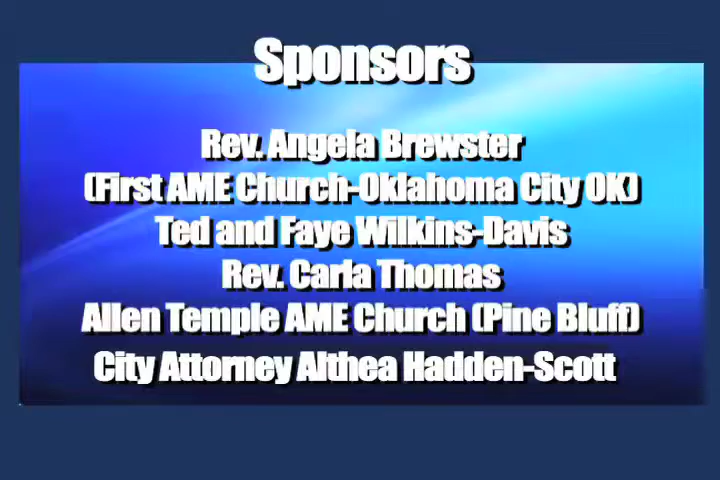 Sponsors
Rev. Angela Brewster
(First AME Church-Oklahoma City OK)
Ted and Faye Wilkins-Davis
Rev. Carla Thomas
Allen Temple AME Church (Pine Bluff)
City Attorney Althea Hadden-Scott